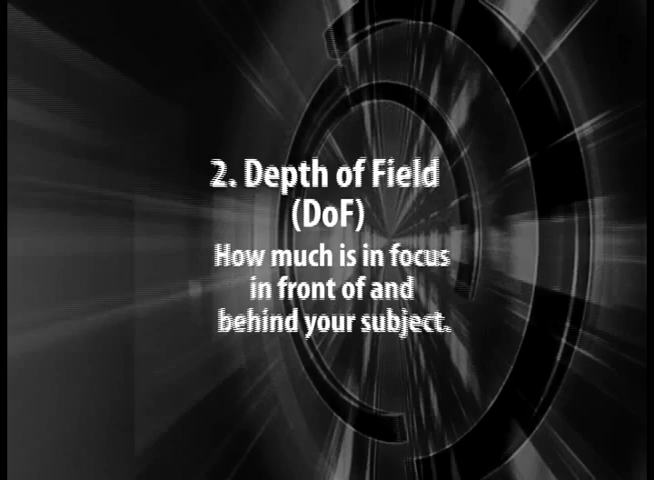 2. Depth of Field
(DoF)
How much is in focus
in front of and
behind your subject.